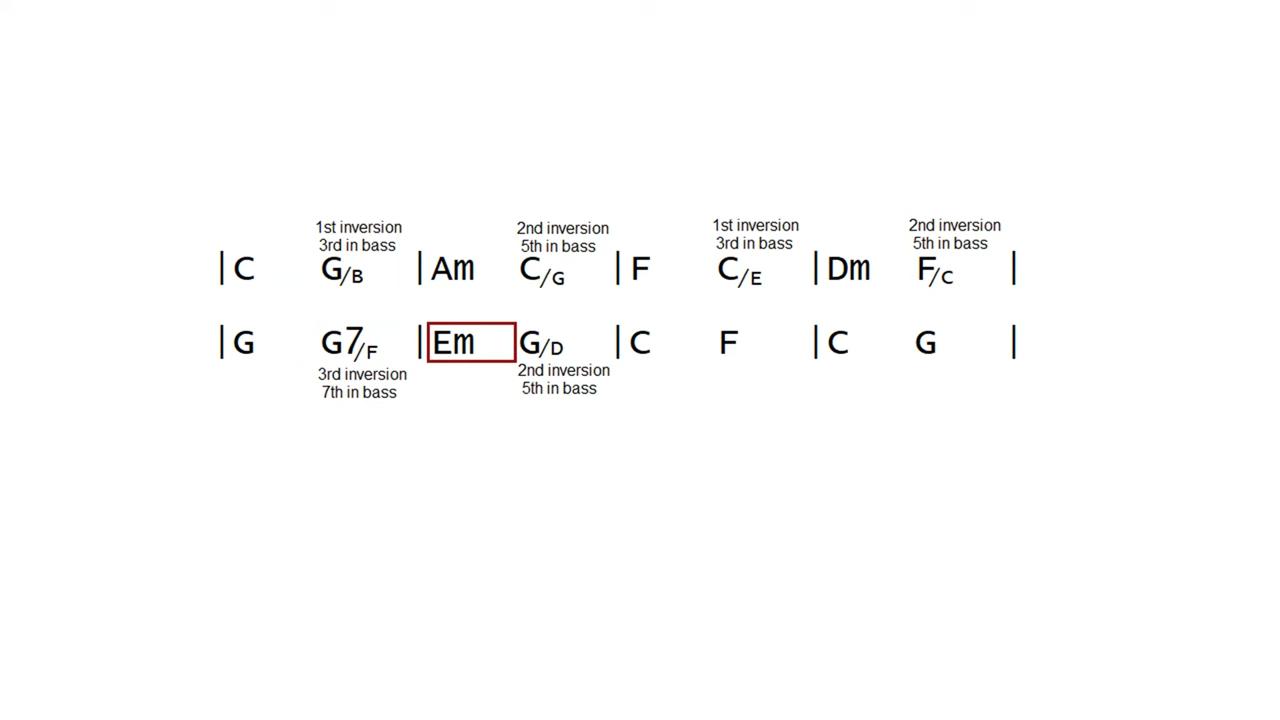 1st inversion 2nd inversion 1st inversion 2nd inversion
3rd in bass 5th in bass 3rd in bass 5th in bass
|C G/B |Am C/G |F C/E |Dm F/C |
|G G7/F |Em G/D |C F |C G |
3rd inversion 2nd inversion
7th in bass 5th in bass